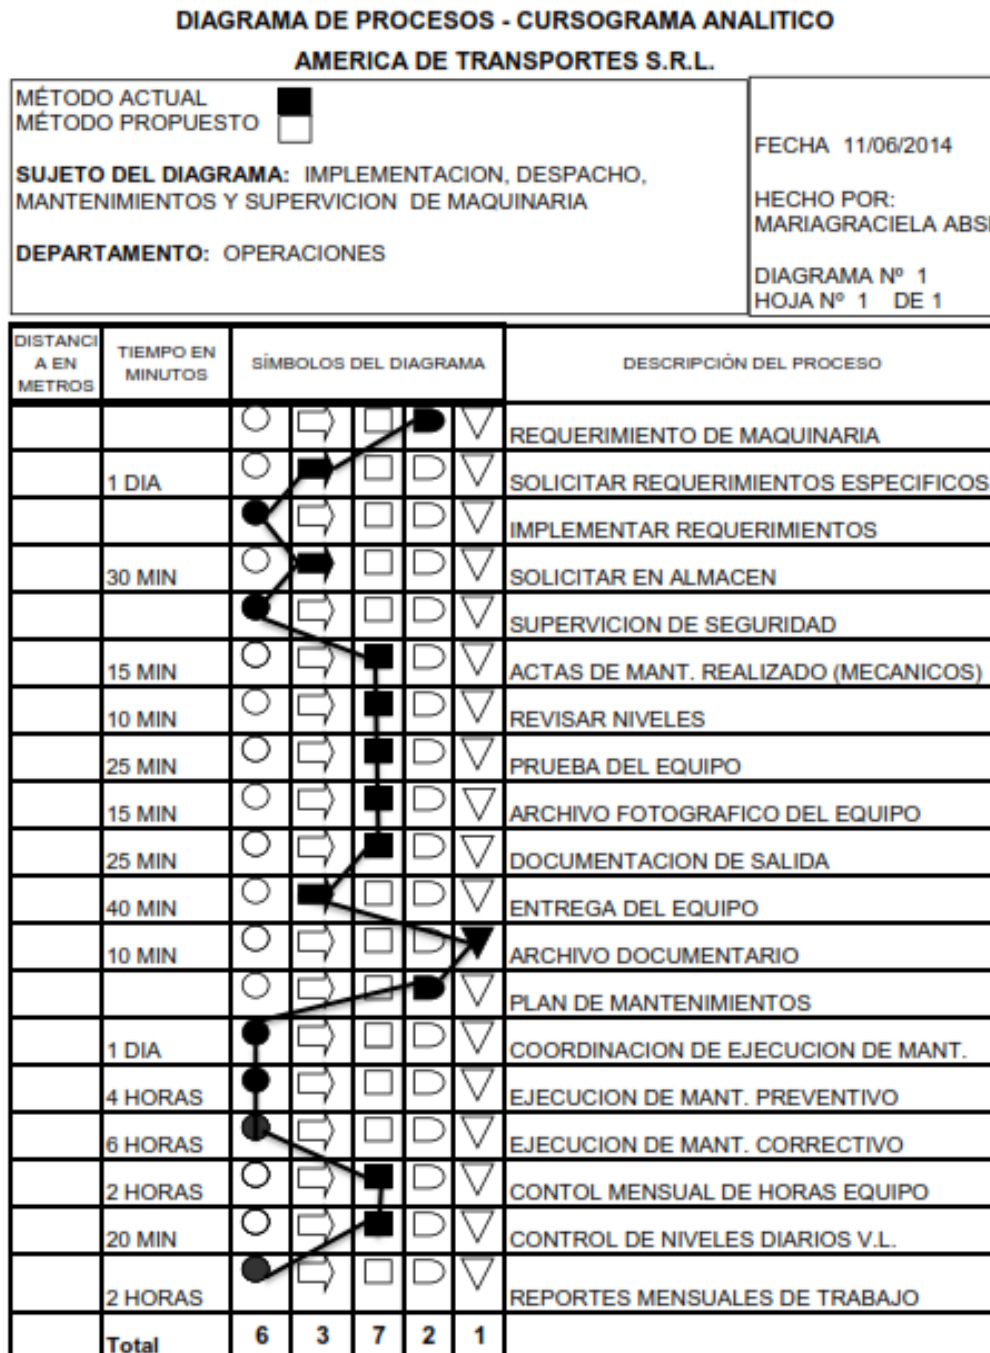 DIAGRAMA DE PROCESOS - CURSOGRAMA ANALITICO
AMERICA DE TRANSPORTES S.R.L.
MÉTODO ACTUAL
MÉTODO PROPUESTO
SUJETO DEL DIAGRAMA: IMPLEMENTACION, DESPACHO,
MANTENIMIENTOS Y SUPERVICION DE MAQUINARIA
DEPARTAMENTO: OPERACIONES
FECHA 11/06/2014
HECHO POR:
MARIAGRACIELA
DIAGRAMA Nº 1
HOJA Nº 1 DE 1
DISTANCI
A EN
METROS
TIEMPO EN
MINUTOS
SÍMBOLOS DEL DIAGRAMA
DESCRIPCIÓN DEL PROCESO
REQUERIMIENTO DE MAQUINARIA
1 DIA SOLICITAR REQUERIMIENTOS ESPECIFICOS
IMPLEMENTAR REQUERIMIENTOS
30 MIN SOLICITAR EN ALMACEN
SUPERVICION DE SEGURIDAD
15 MIN ACTAS DE MANT. REALIZADO (MECANICOS)
10 MIN REVISAR NIVELES
25 MIN PRUEBA DEL EQUIPO
15 MIN ARCHIVO FOTOGRAFICO DEL EQUIPO
25 MIN DOCUMENTACION DE SALIDA
40 MIN ENTREGA DEL EQUIPO
10 MIN ARCHIVO DOCUMENTARIO
PLAN DE MANTENIMIENTOS
1 DIA COORDINACION DE EJECUCION DE MANT.
4 HORAS EJECUCION DE MANT. PREVENTIVO
6 HORAS EJECUCION DE MANT. CORRECTIVO
2 HORAS CONTOL MENSUAL DE HORAS EQUIPO
20 MIN CONTROL DE NIVELES DIARIOS V.L.
2 HORAS REPORTES MENSUALES DE TRABAJO
Total 6 3 7 2 1